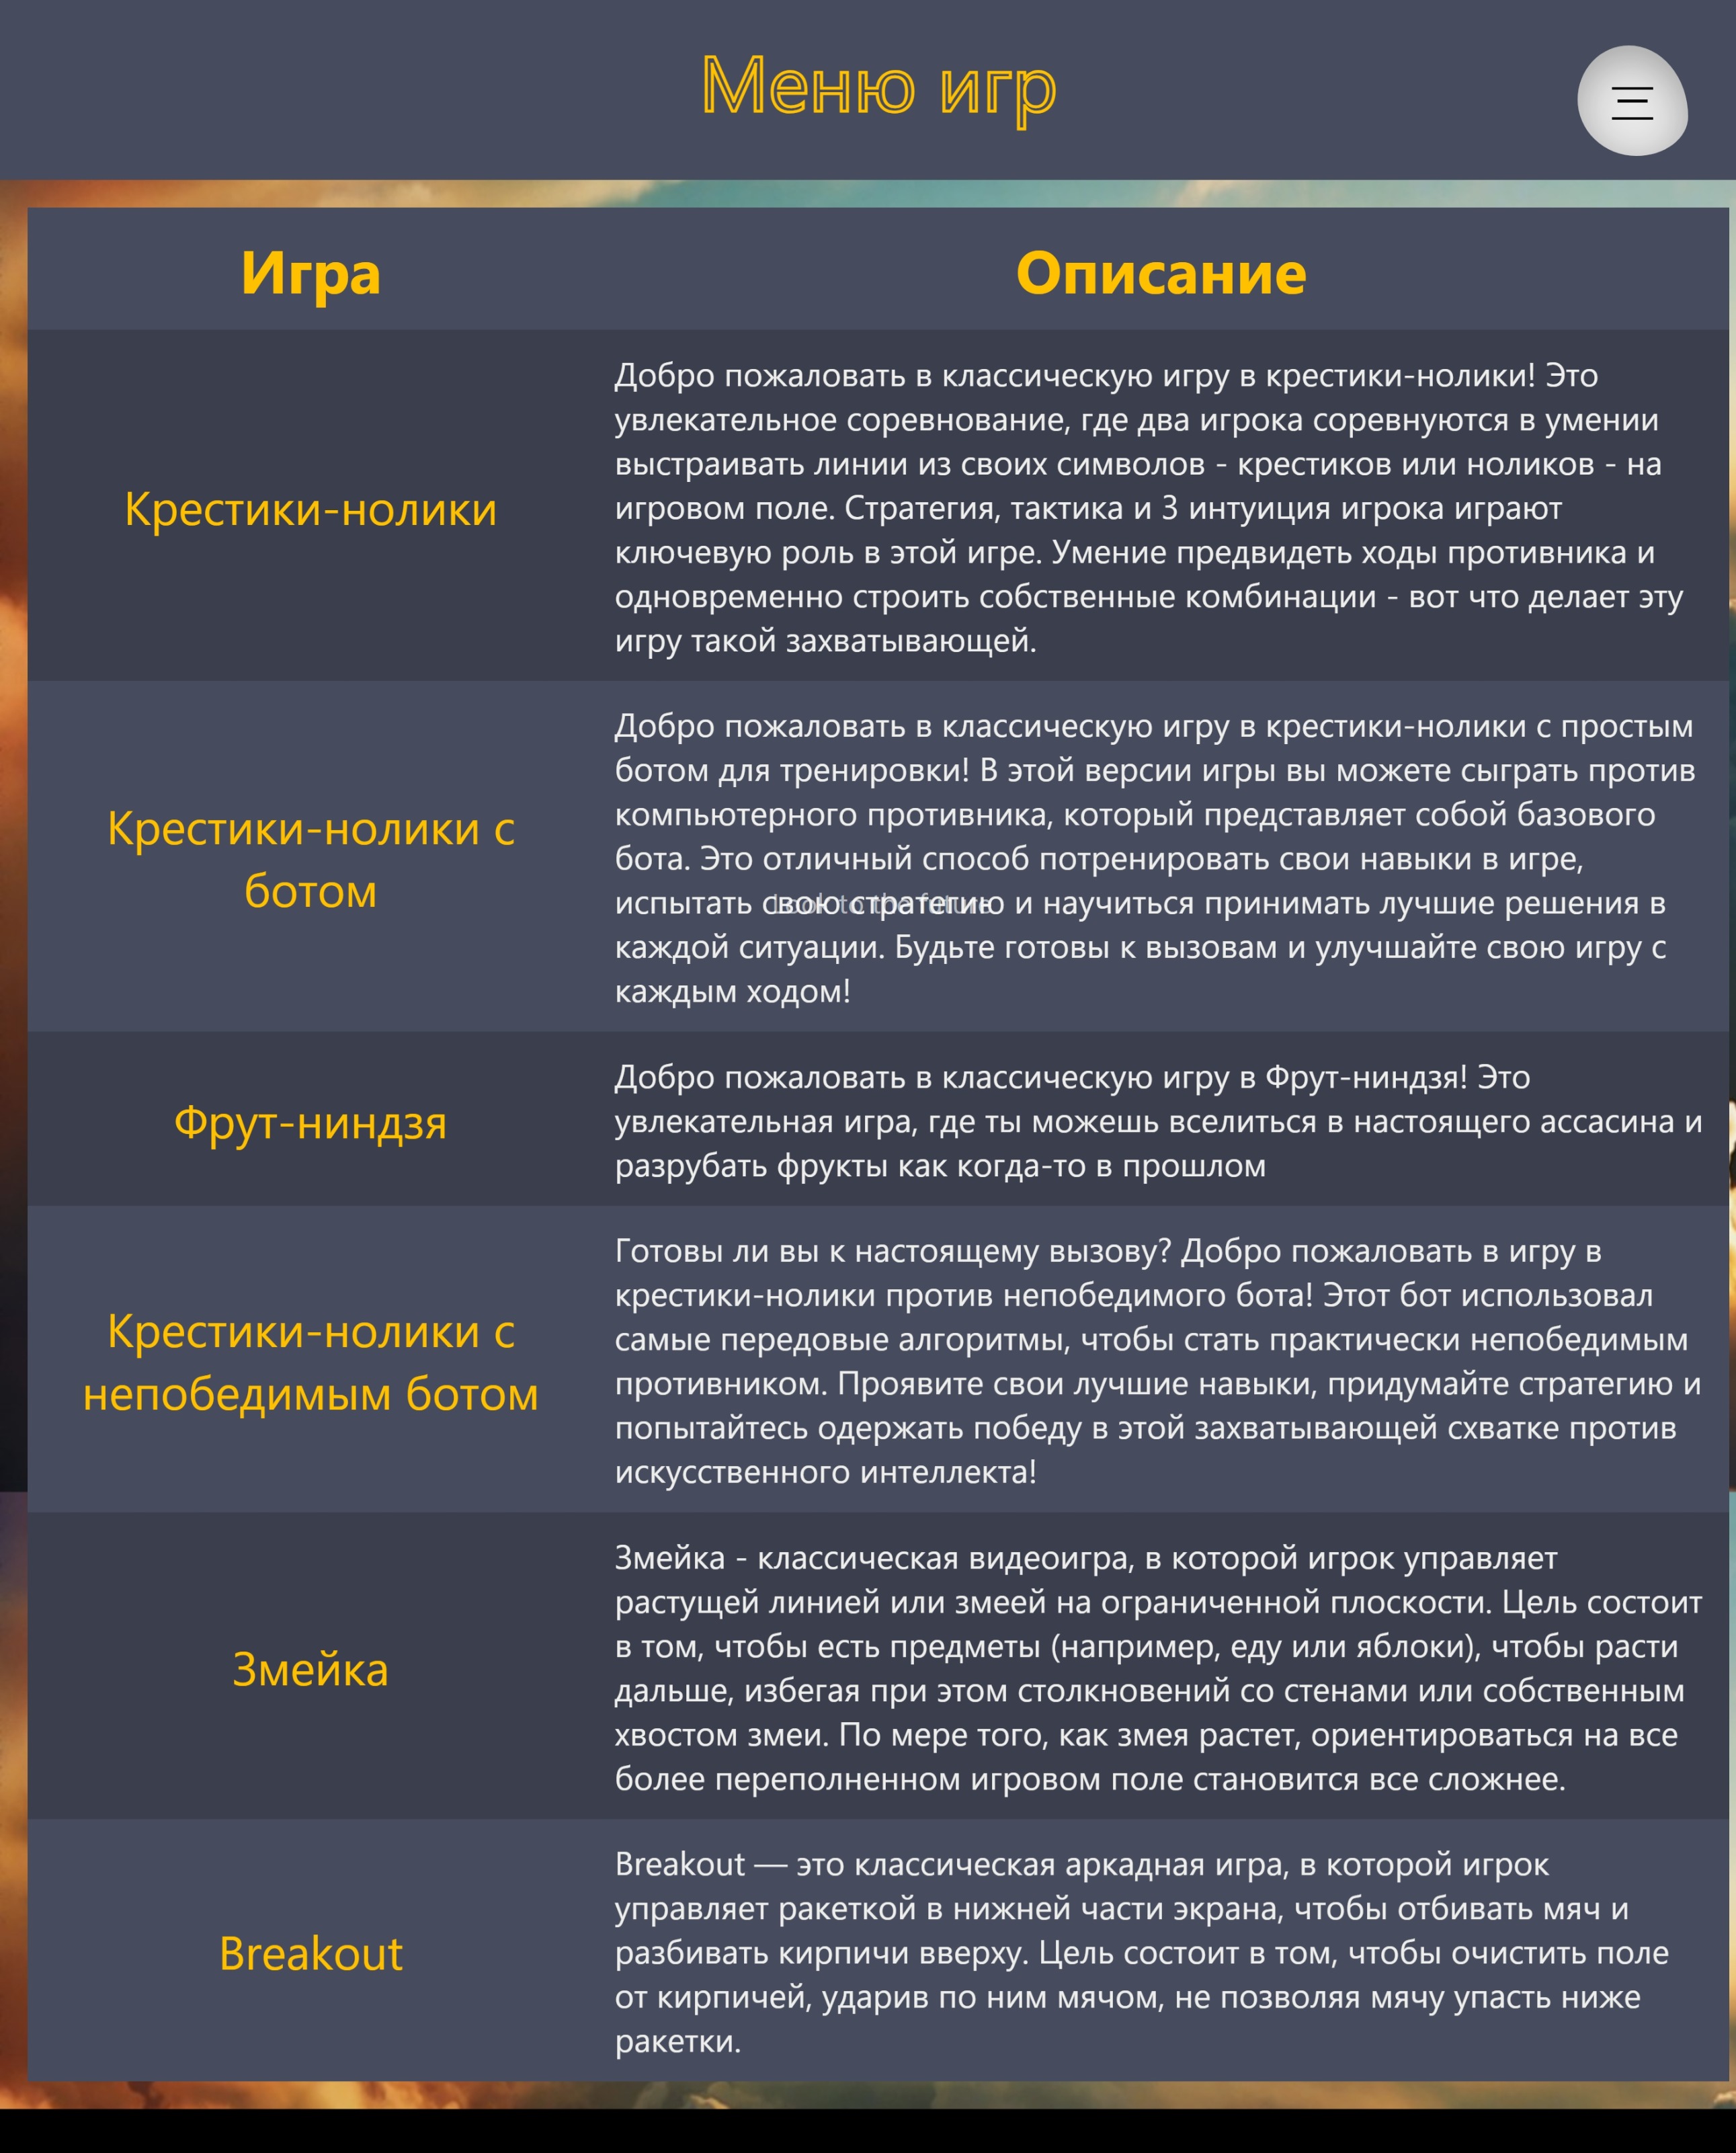 Меню игр
Игра
Описание
Крестики-нолики
Добро пожаловать в классическую игру в крестики-нолики! Это
увлекательное соревнование, где два игрока соревнуются в умении
выстраивать линии из своих символов - крестиков или ноликов - на
игровом поле. Стратегия, тактика и 3 интуиция игрока играют
ключевую роль в этой игре. Умение предвидеть ходы противника и
одновременно строить собственные комбинации - вот что делает эту
игру такой захватывающей.
Крестики-нолики с
ботом
Добро пожаловать в классическую игру в крестики-нолики с простым
ботом для тренировки! В этой версии игры вы можете сыграть против
компьютерного противника, который представляет собой базового
бота. Это отличный способ потренировать свои навыки в игре,
испытать свою стратегию и научиться принимать лучшие решения в
Look to the future
каждой ситуации. Будьте готовы к вызовам и улучшайте свою игру с
каждым ходом!
Фрут-ниндзя
Добро пожаловать в классическую игру в Фрут-ниндзя! Это
увлекательная игра, где ты можешь вселиться в настоящего ассасина и
разрубать фрукты как когда-то в прошлом
Крестики-нолики с
непобедимым ботом
Готовы ли вы к настоящему вызову? Добро пожаловать в игру в
крестики-нолики против непобедимого бота! Этот бот использовал
самые передовые алгоритмы, чтобы стать практически непобедимым
противником. Проявите свои лучшие навыки, придумайте стратегию и
попытайтесь одержать победу в этой захватывающей схватке против
искусственного интеллекта!
Змейка
Змейка - классическая видеоигра, в которой игрок управляет
растущей линией или змеей на ограниченной плоскости. Цель состоит
в том, чтобы есть предметы (например, еду или яблоки), чтобы расти
дальше, избегая при этом столкновений со стенами или собственным
хвостом змеи. По мере того, как змея растет, ориентироваться на все
более переполненном игровом поле становится все сложнее.
Breakout
Breakout — это классическая аркадная игра, в которой игрок
управляет ракеткой в нижней части экрана, чтобы отбивать мяч и
разбивать кирпичи вверху. Цель состоит в том, чтобы очистить поле
от кирпичей, ударив по ним мячом, не позволяя мячу упасть ниже
ракетки.